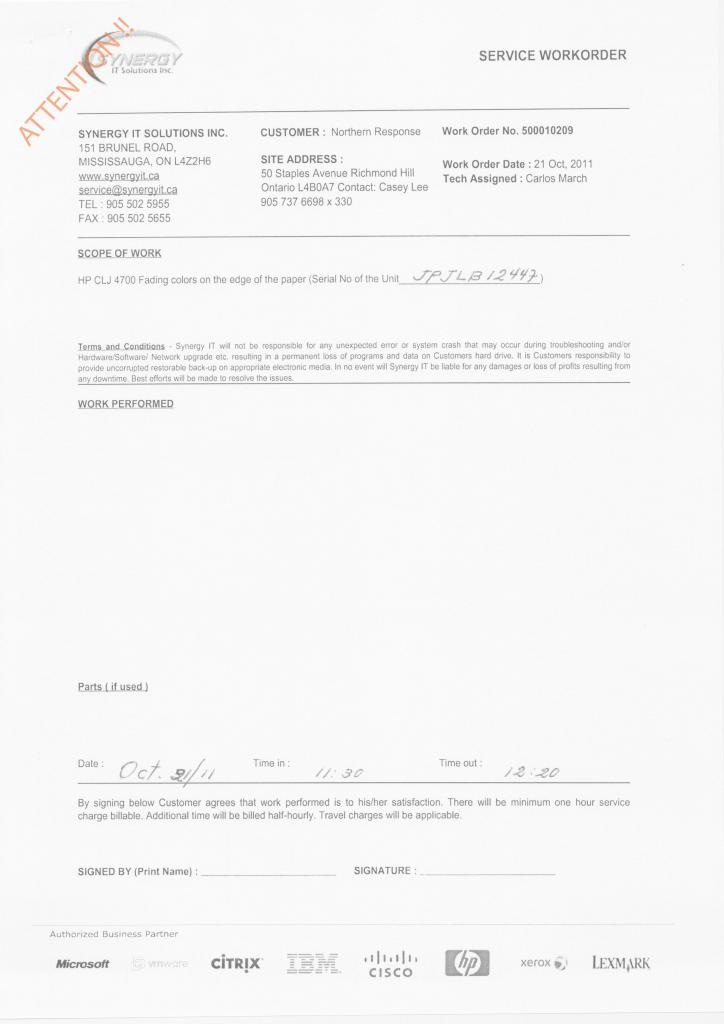 ATTENTION !!
SYNERGY
IT Solutions Inc.
SERVICE WORKORDER
SYNERGY IT SOLUTIONS INC.
151 BRUNEL ROAD,
MISSISSAUGA, ON L4Z2H6
www.synergyit.ca
service@synergyit.ca
TEL : 905 502 5955
FAX : 905 502 5655
CUSTOMER : Northern Response
SITE ADDRESS :
50 Staples Avenue Richmond Hill
Ontario L4B0A7 Contact: Casey Lee
905 737 6698 x 330
Work Order No. 500010209
Work Order Date : 21 Oct, 2011
Tech Assigned : Carlos March
SCOPE OF WORK
HP CLJ 4700 Fading colors on the edge of the paper (Serial No of the Unit JPJLB12447)
Terms and Conditions - Synergy IT will not be responsible for any unexpected error or system crash that may occur during troubleshooting and/or
Hardware/Software/ Network upgrade etc. resulting in a permanent loss of programs and data on Customers hard drive. It is Customers responsibility to
provide uncorrupted restorable back-up on appropriate electronic media. In no event will Synergy IT be liable for any damages or loss of profits resulting from
any downtime. Best efforts will be made to resolve the issues.
WORK PERFORMED
Parts ( if used )
Date : Oct. 21/11 Time in : 11:30 Time out : 12:20
By signing below Customer agrees that work performed is to his/her satisfaction. There will be minimum one hour service
charge billable. Additional time will be billed half-hourly. Travel charges will be applicable.
SIGNED BY (Print Name) : SIGNATURE :
Authorized Business Partner
Microsoft vmware CİTRIX IBM CISCO hp xerox LEXMARK